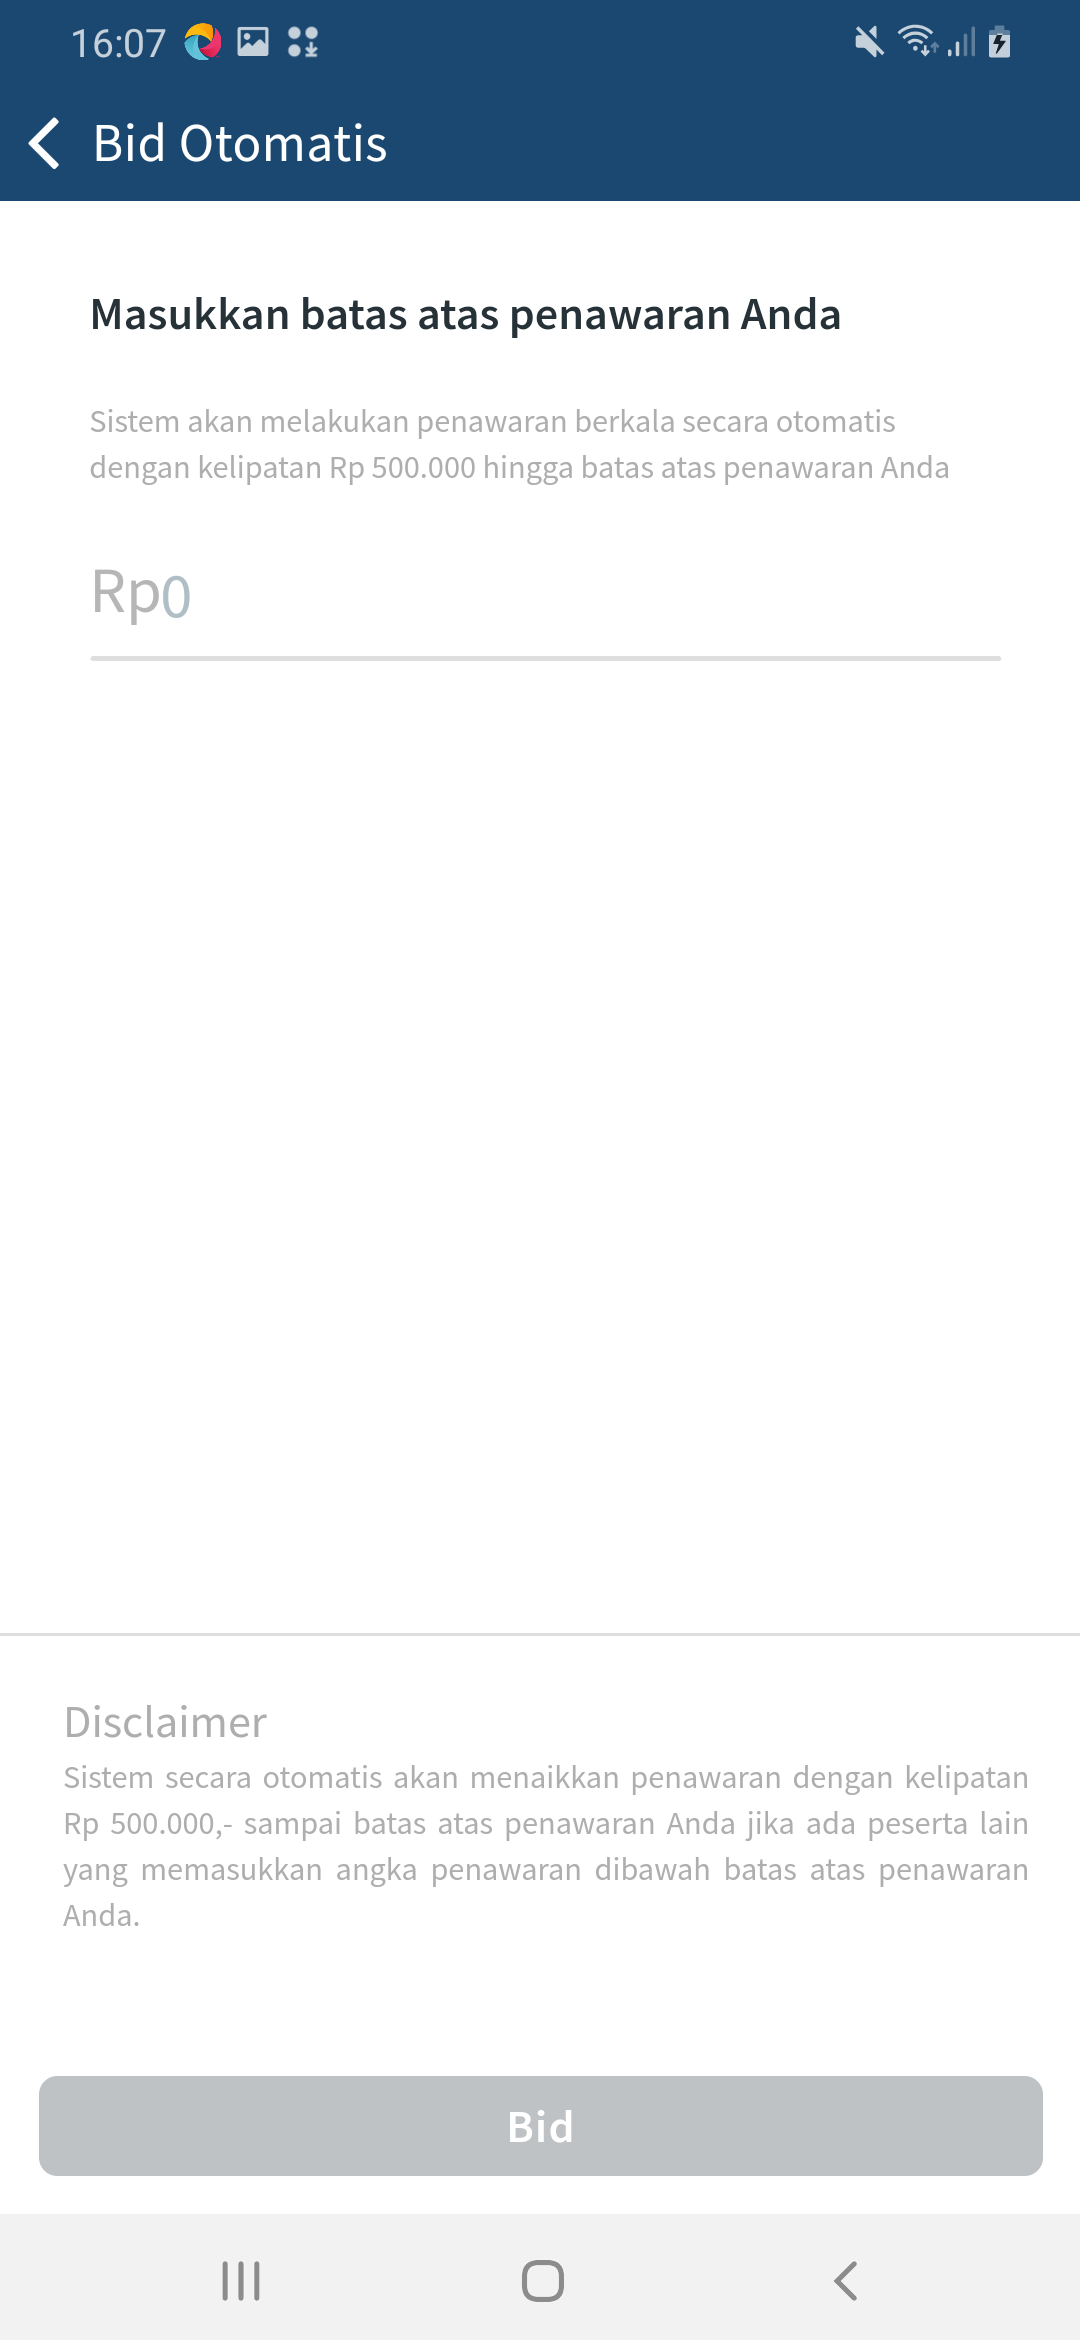 16:07
Bid Otomatis
Masukkan batas atas penawaran Anda
Sistem akan melakukan penawaran berkala secara otomatis
dengan kelipatan Rp 500.000 hingga batas atas penawaran Anda
Rp0
Disclaimer
Sistem secara otomatis akan menaikkan penawaran dengan kelipatan
Rp 500.000,- sampai batas atas penawaran Anda jika ada peserta lain
yang memasukkan angka penawaran dibawah batas atas penawaran
Anda.
Bid